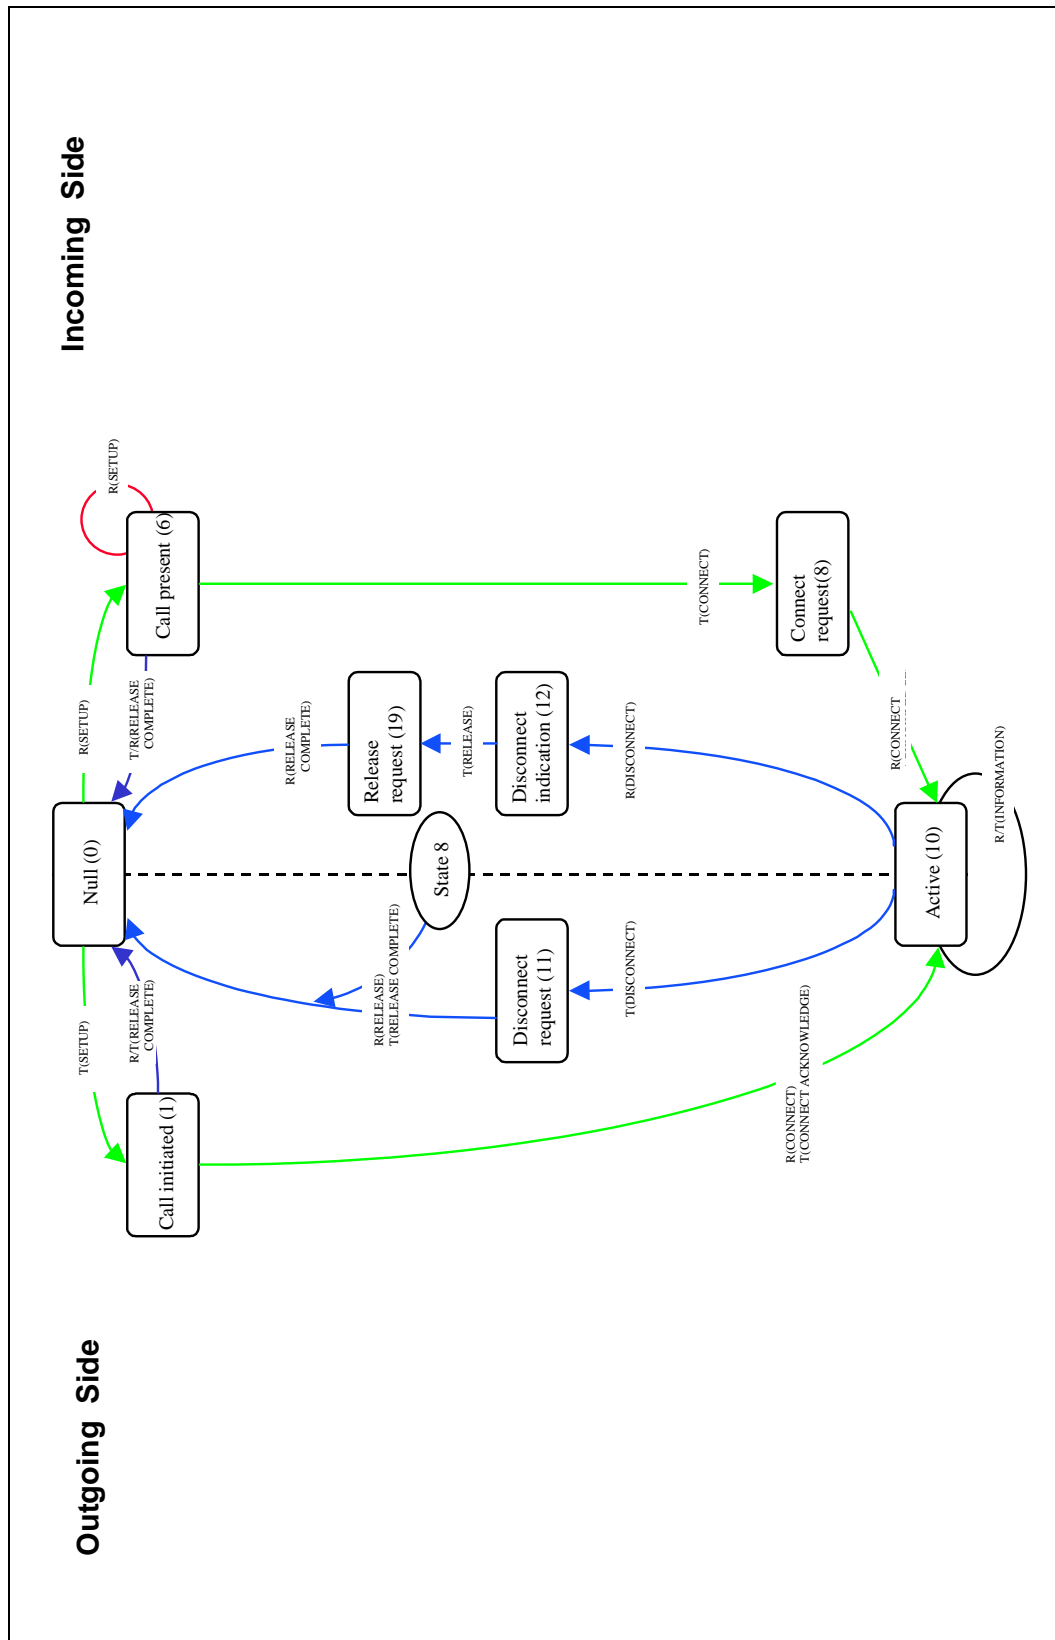 Outgoing Side
Incoming Side
Null (0)
T(SETUP)
R(SETUP)
R(SETUP)
Call initiated (1)
R/T(RELEASE
COMPLETE)
T/R(RELEASE
COMPLETE)
Call present (6)
R(RELEASE
COMPLETE)
Release
request (19)
R(RELEASE)
T(RELEASE COMPLETE)
State 8
T(RELEASE)
Disconnect
request (11)
Disconnect
indication (12)
T(DISCONNECT)
R(DISCONNECT)
T(CONNECT)
Connect
request(8)
R(CONNECT)
T(CONNECT ACKNOWLEDGE)
R(CONNECT
Active (10)
R/T(INFORMATION)